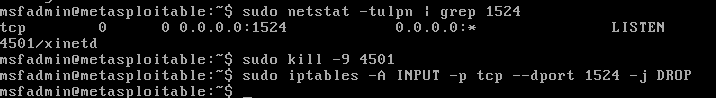 msfadmin@metasploitable:~$ sudo netstat -tulpn | grep 1524
tcp 0 0 0.0.0.0:1524 0.0.0.0:* LISTEN
4501/xinetd
msfadmin@metasploitable:~$ sudo kill -9 4501
msfadmin@metasploitable:~$ sudo iptables -A INPUT -p tcp --dport 1524 -j DROP
msfadmin@metasploitable:~$ _